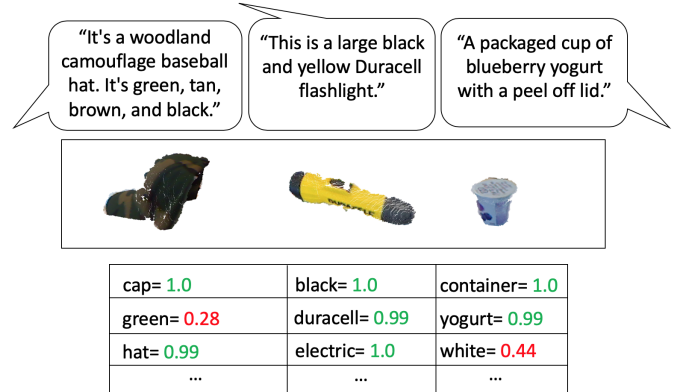 “It's a woodland
camouflage baseball
hat. It's green, tan,
brown, and black.”
“This is a large black
and yellow Duracell
flashlight.”
“A packaged cup of
blueberry yogurt
with a peel off lid.”
DURACELL
cap= 1.0
black= 1.0
container= 1.0
green= 0.28
duracell= 0.99
yogurt= 0.99
hat= 0.99
electric= 1.0
white= 0.44
...
...
...